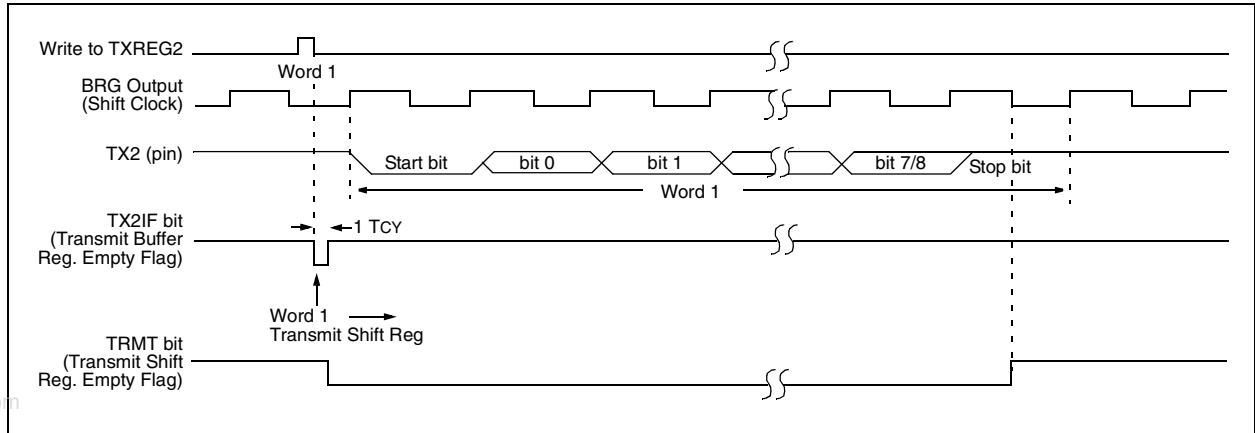 Write to TXREG2
Word 1
BRG Output
(Shift Clock)
TX2 (pin)
Start bit
bit 0
bit 1
bit 7/8
Stop bit
Word 1
TX2IF bit
(Transmit Buffer
Reg. Empty Flag)
1 TCY
Word 1
Transmit Shift Reg
TRMT bit
(Transmit Shift
Reg. Empty Flag)